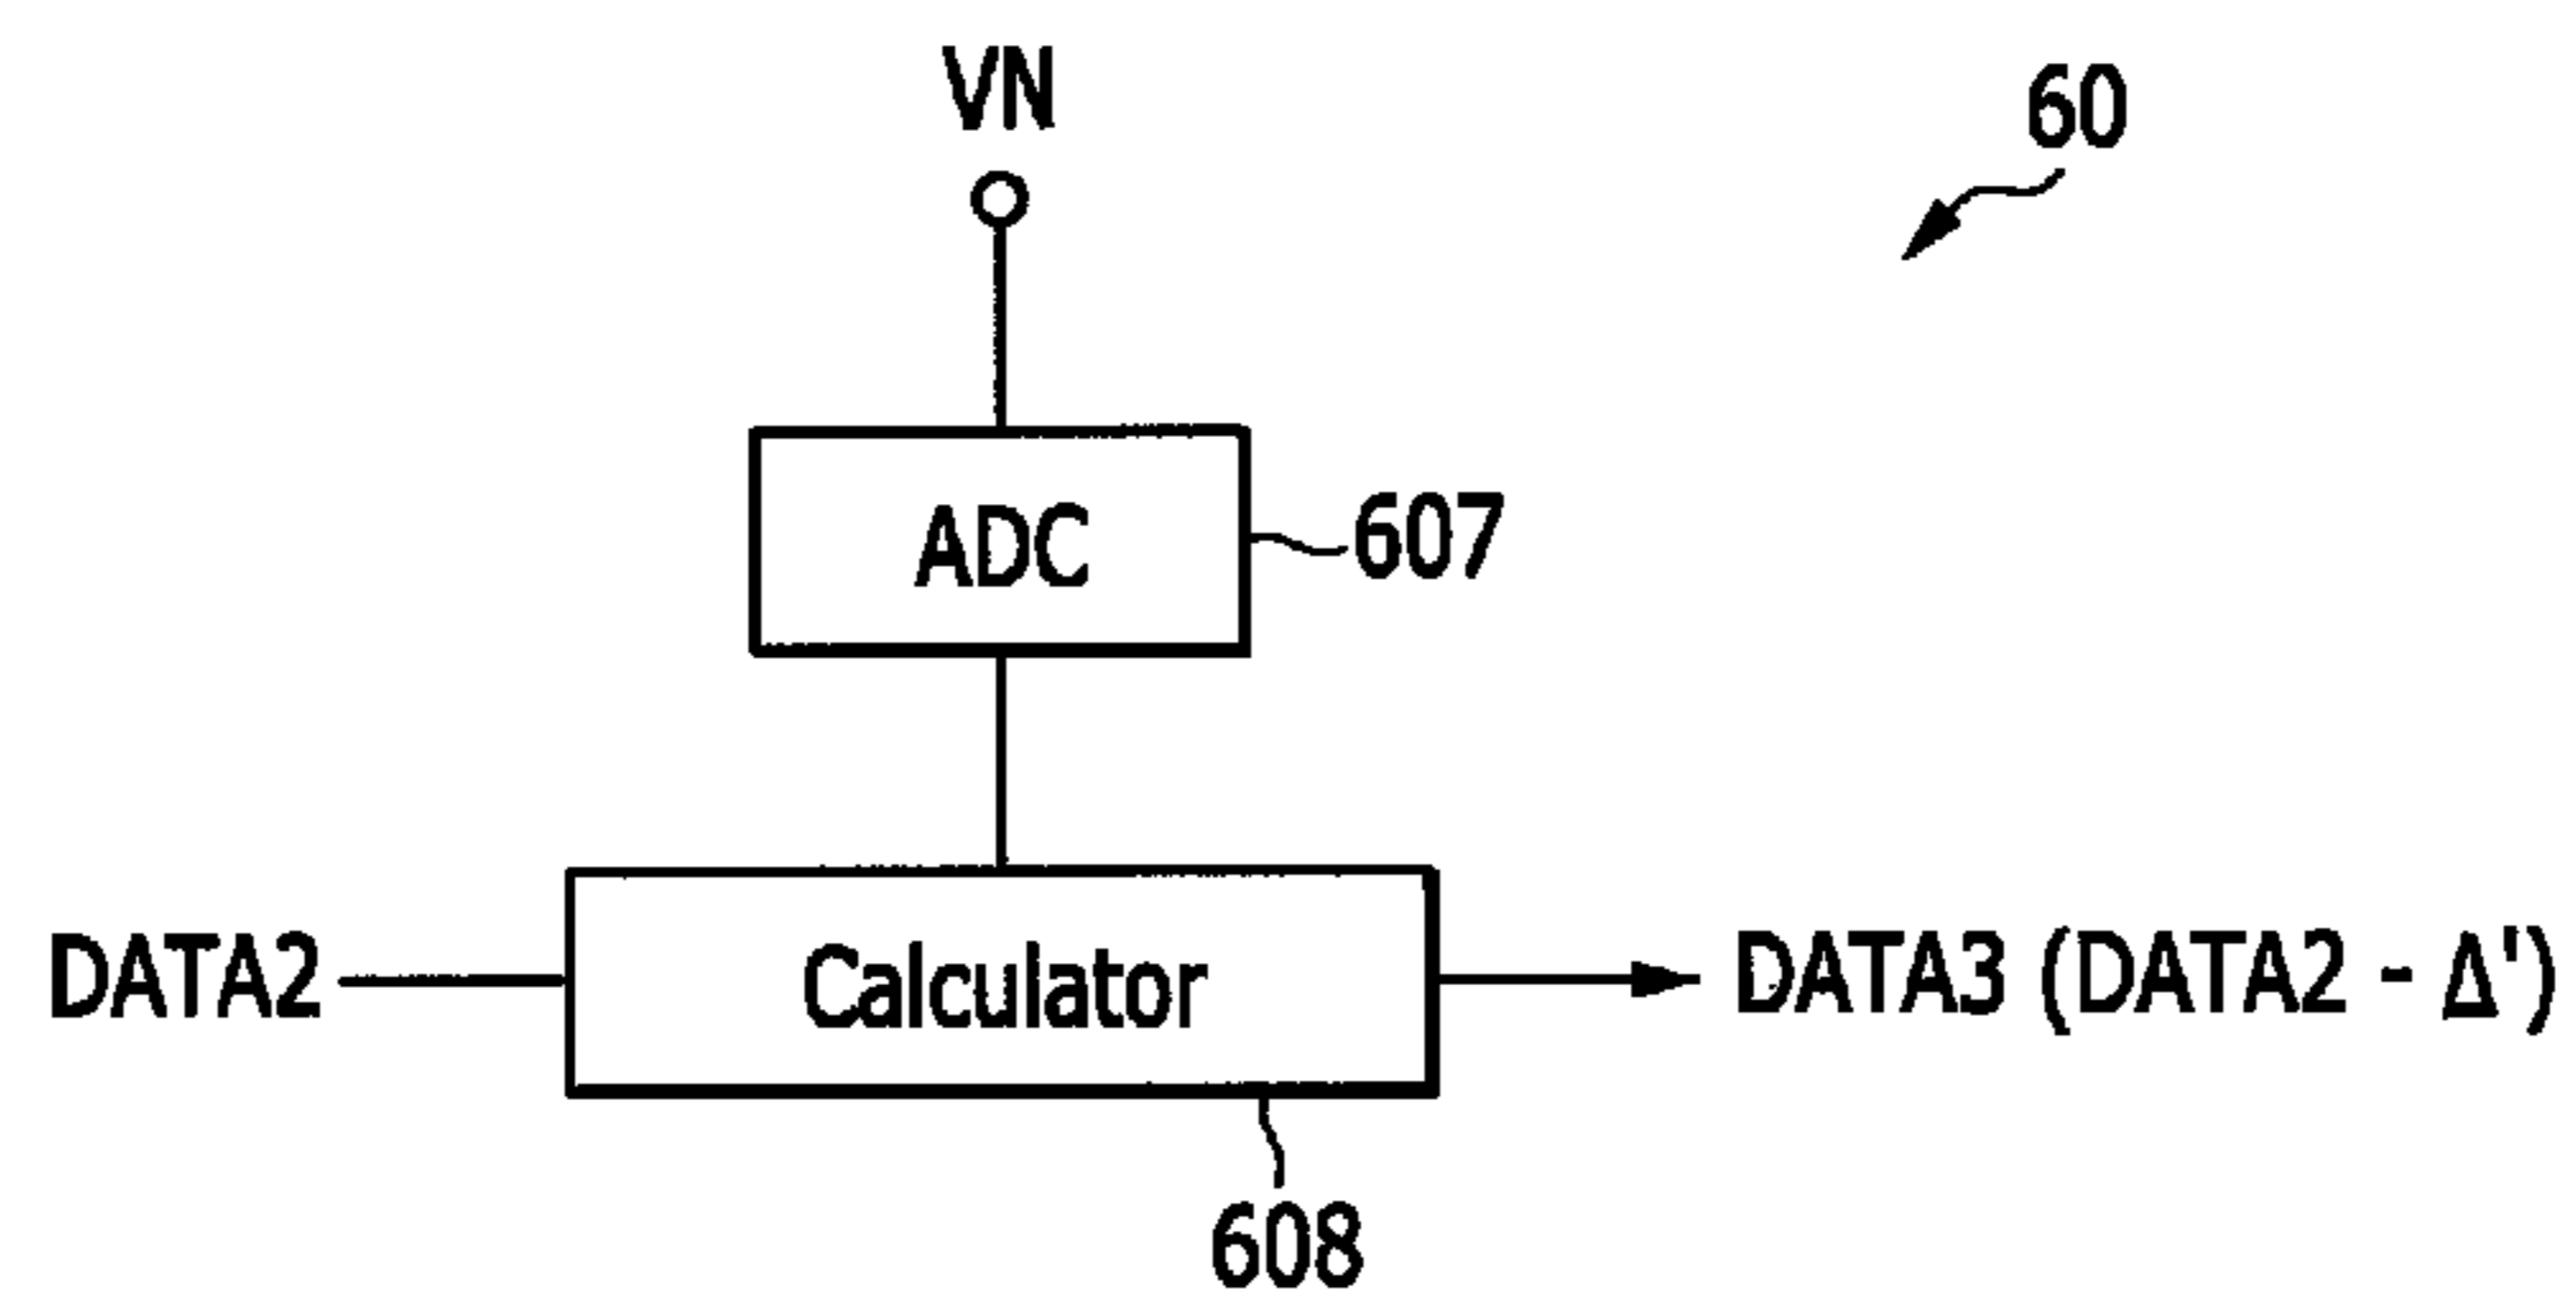 VN
60
ADC
607
DATA2
Calculator
DATA3 (DATA2 - Δ')
608